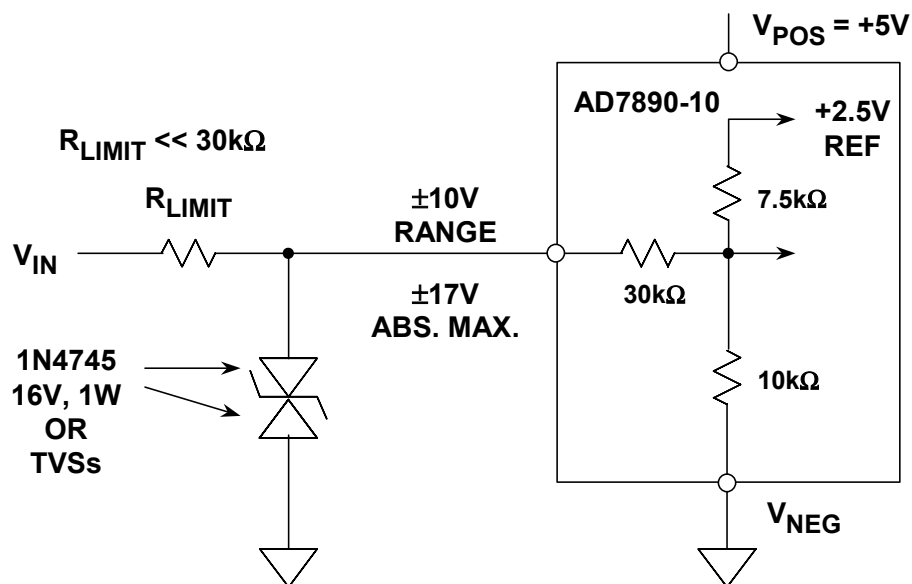 V_POS = +5V
AD7890-10
+2.5V
REF
R_LIMIT << 30kΩ
R_LIMIT
±10V
RANGE
7.5kΩ
V_IN
30kΩ
±17V
ABS. MAX.
1N4745
16V, 1W
OR
TVSs
10kΩ
V_NEG